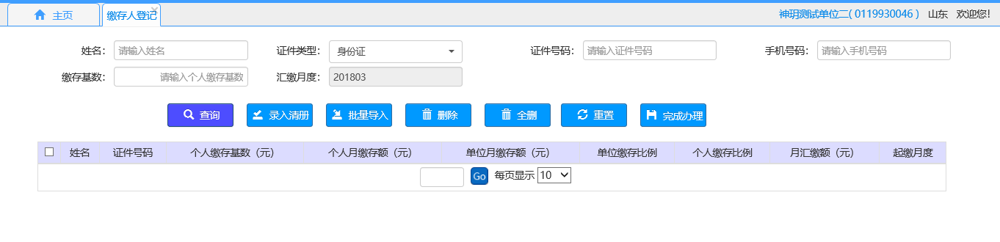 主页 缴存人登记 神玥测试单位二( 0119930046 ) 山东 欢迎您!
姓名: 请输入姓名 证件类型: 身份证 证件号码: 请输入证件号码 手机号码: 请输入手机号码
缴存基数: 请输入个人缴存基数 汇缴月度: 201803
查询 录入清册 批量导入 删除 全删 重置 完成办理
姓名 证件号码 个人缴存基数（元） 个人月缴存额（元） 单位月缴存额（元） 单位缴存比例 个人缴存比例 月汇缴额（元） 起缴月度
Go 每页显示 10